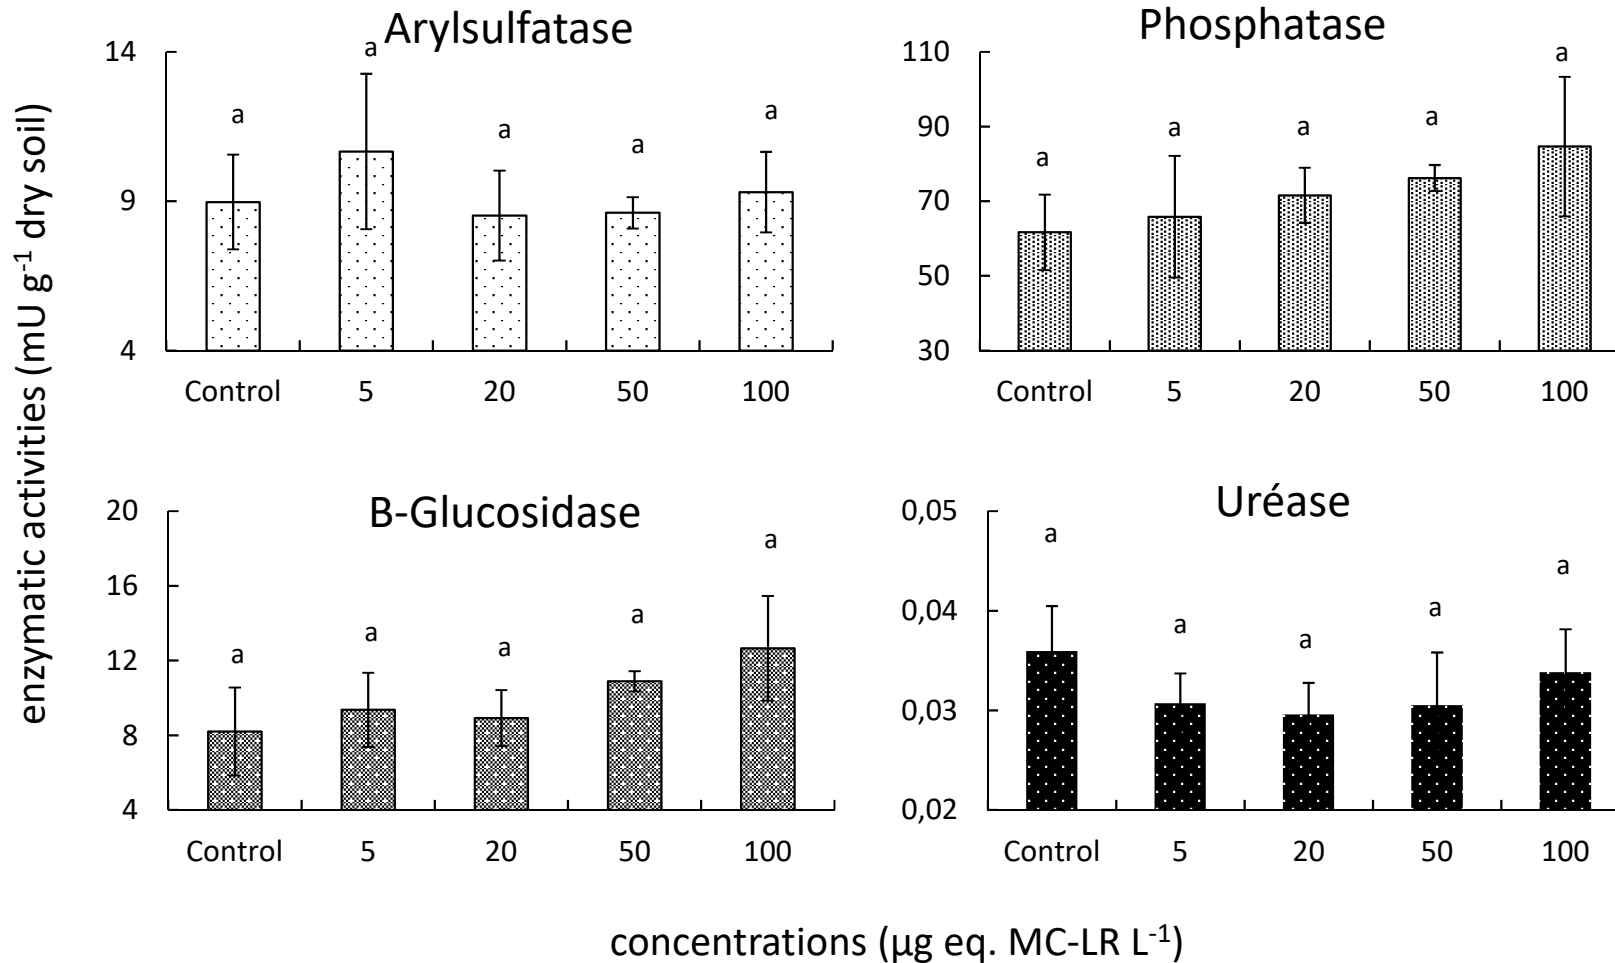 enzymatic activities (mU g-1 dry soil)
Arylsulfatase
14
9
4
a
a
a
a
a
Control 5 20 50 100
Phosphatase
110
90
70
50
30
a
a
a
a
a
Control 5 20 50 100
B-Glucosidase
20
16
12
8
4
a
a
a
a
a
Control 5 20 50 100
Uréase
0,05
0,04
0,03
0,02
a
a
a
a
a
Control 5 20 50 100
concentrations (µg eq. MC-LR L-1)